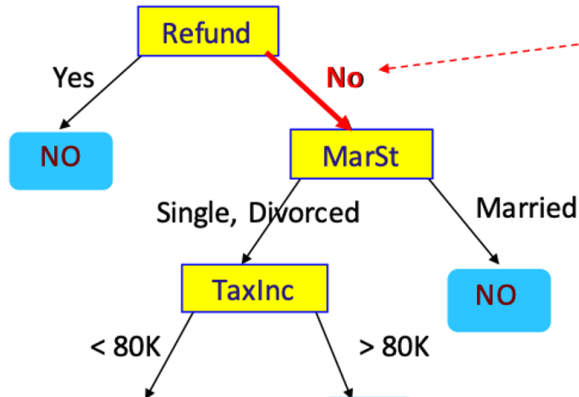 Refund
Yes
No
NO
MarSt
Single, Divorced
Married
TaxInc
NO
< 80K
> 80K